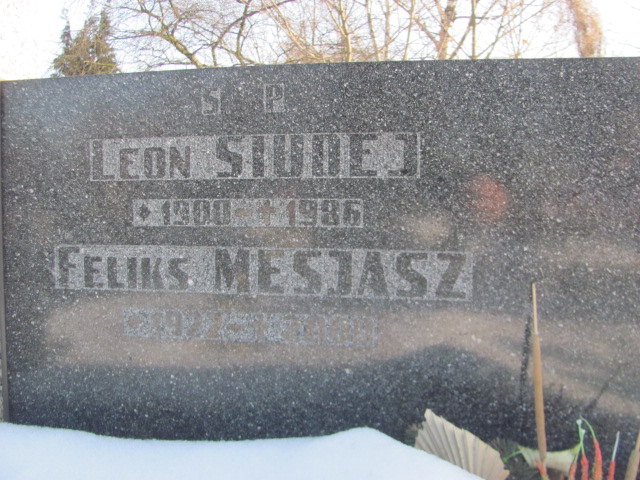 S P
LEON SIUDEJ
* 1900 † 1986
FELIKS MESJASZ